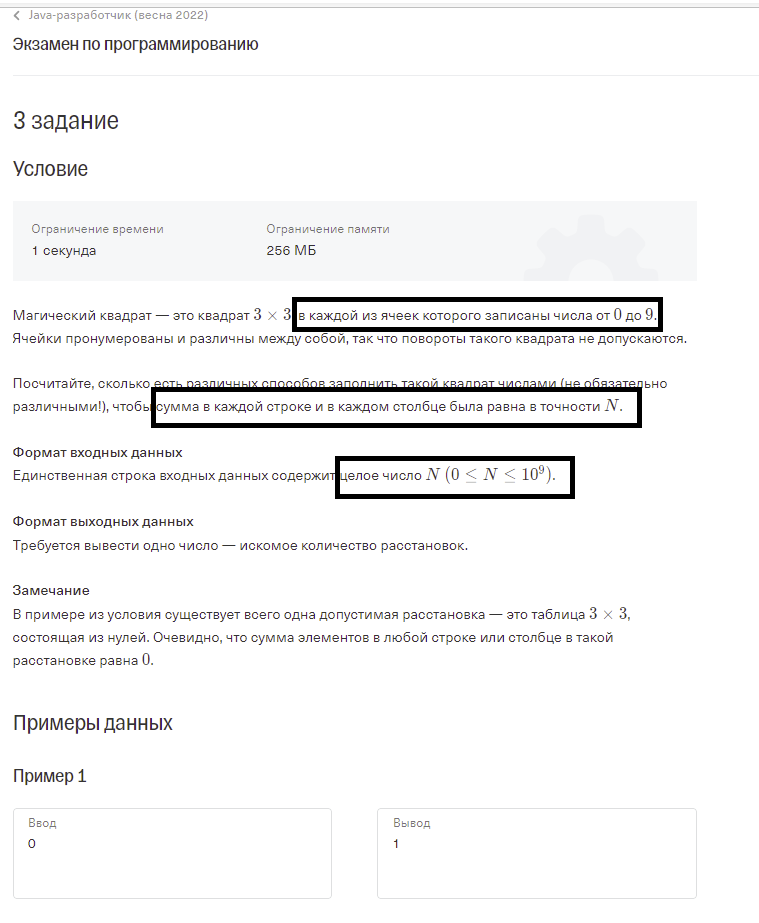 Java-разработчик (весна 2022)
Экзамен по программированию
3 задание
Условие
Ограничение времени
1 секунда
Ограничение памяти
256 МБ
Магический квадрат — это квадрат 3 × 3 в каждой из ячеек которого записаны числа от 0 до 9.
Ячейки пронумерованы и различны между собой, так что повороты такого квадрата не допускаются.
Посчитайте, сколько есть различных способов заполнить такой квадрат числами (не обязательно
различными!), чтобы сумма в каждой строке и в каждом столбце была равна в точности N.
Формат входных данных
Единственная строка входных данных содержит целое число N (0 ≤ N ≤ 10⁹).
Формат выходных данных
Требуется вывести одно число — искомое количество расстановок.
Замечание
В примере из условия существует всего одна допустимая расстановка — это таблица 3 × 3,
состоящая из нулей. Очевидно, что сумма элементов в любой строке или столбце в такой
расстановке равна 0.
Примеры данных
Пример 1
Ввод
0
Вывод
1